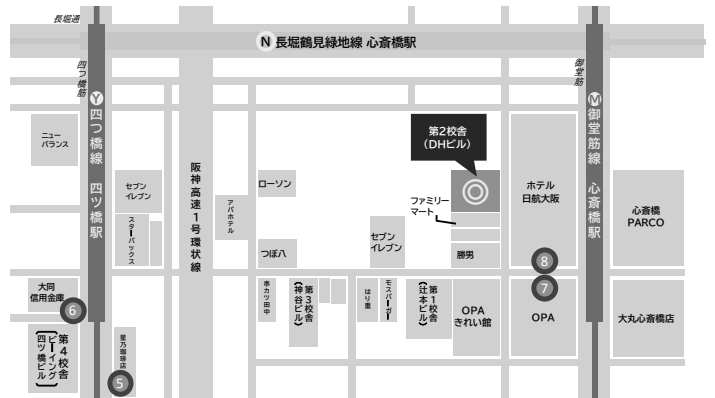 長堀通
N 長堀鶴見緑地線 心斎橋駅
四つ橋筋
御堂筋
Y 四つ橋線 四ツ橋駅
M 御堂筋線 心斎橋駅
阪神高速1号環状線
ニュー
バランス
第2校舎
(DHビル)
セブン
イレブン
ローソン
ホテル
日航大阪
心斎橋
PARCO
アパホテル
ファミリー
マート
スターバックス
セブン
イレブン
つぼ八
勝男
8
大同
信用金庫
6
串カツ田中
第3校舎
(神谷ビル)
はり重
モスバーガー
第1校舎
(辻本ビル)
OPA
きれい館
7
OPA
大丸心斎橋店
第4校舎
(ビーイング
四ツ橋ビル)
星乃珈琲店
5